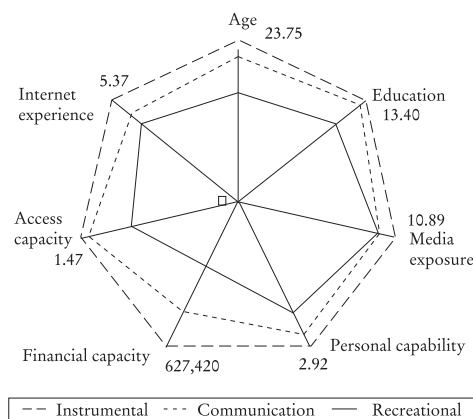 Age
23.75
5.37
Internet
experience
Education
13.40
Access
capacity
1.47
10.89
Media
exposure
Financial capacity
627,420
2.92
Personal capability
Instrumental
Communication
Recreational